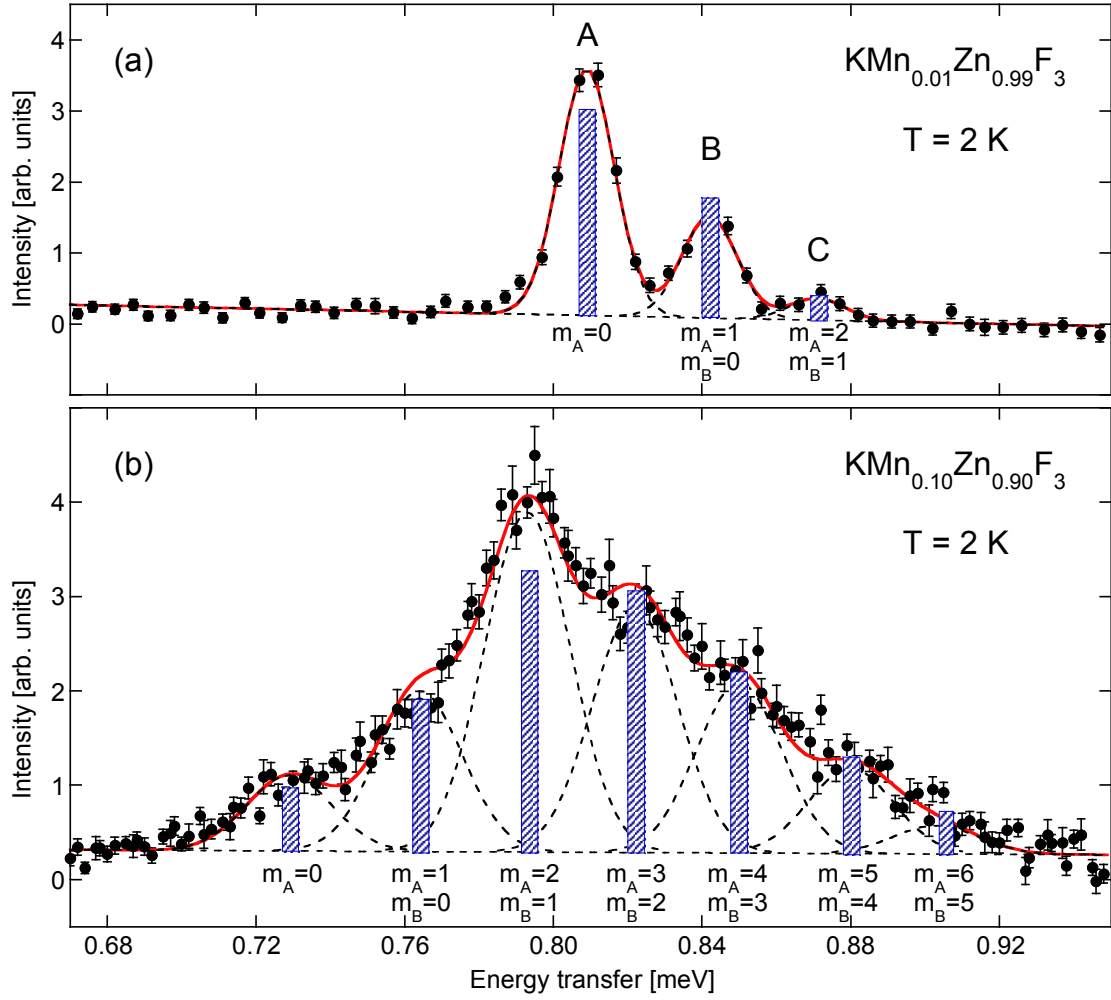 (a)
A
B
C
KMn0.01Zn0.99F3
T = 2 K
Intensity [arb. units]
4
3
2
1
0
mA=0
mA=1
mB=0
mA=2
mB=1
(b)
KMn0.10Zn0.90F3
T = 2 K
Intensity [arb. units]
4
3
2
1
0
mA=0
mA=1
mB=0
mA=2
mB=1
mA=3
mB=2
mA=4
mB=3
mA=5
mB=4
mA=6
mB=5
0.68 0.72 0.76 0.80 0.84 0.88 0.92
Energy transfer [meV]